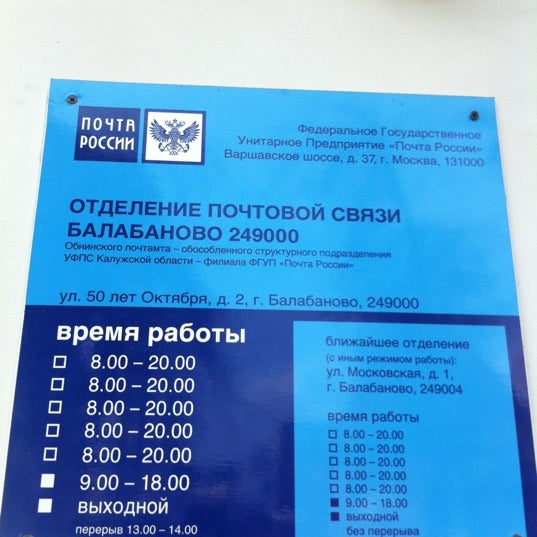 ПОЧТА
РОССИИ
Федеральное Государственное
Унитарное Предприятие «Почта России»
Варшавское шоссе, д. 37, г. Москва, 131000
ОТДЕЛЕНИЕ ПОЧТОВОЙ СВЯЗИ
БАЛАБАНОВО 249000
Обнинского почтамта – обособленного структурного подразделения
УФПС Калужской области – филиала ФГУП «Почта России»
ул. 50 лет Октября, д. 2, г. Балабаново, 249000
время работы
8.00 – 20.00
8.00 – 20.00
8.00 – 20.00
8.00 – 20.00
8.00 – 20.00
9.00 – 18.00
выходной
перерыв 13.00 – 14.00
ближайшее отделение
(с иным режимом работы):
ул. Московская, д. 1,
г. Балабаново, 249004
время работы
8.00 – 20.00
8.00 – 20.00
8.00 – 20.00
8.00 – 20.00
8.00 – 20.00
9.00 – 18.00
выходной
без перерыва